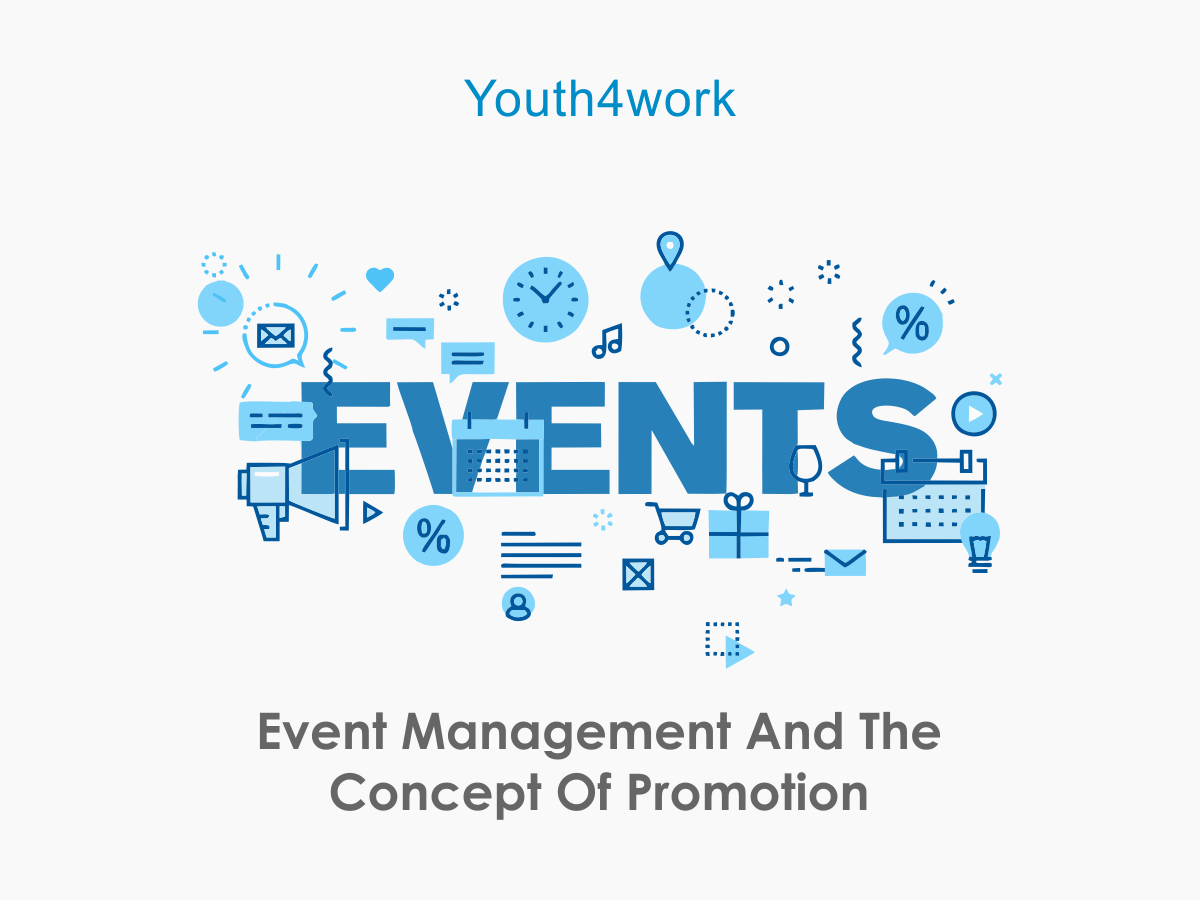 Youth4work
%
EVENTS
%
Event Management And The
Concept Of Promotion